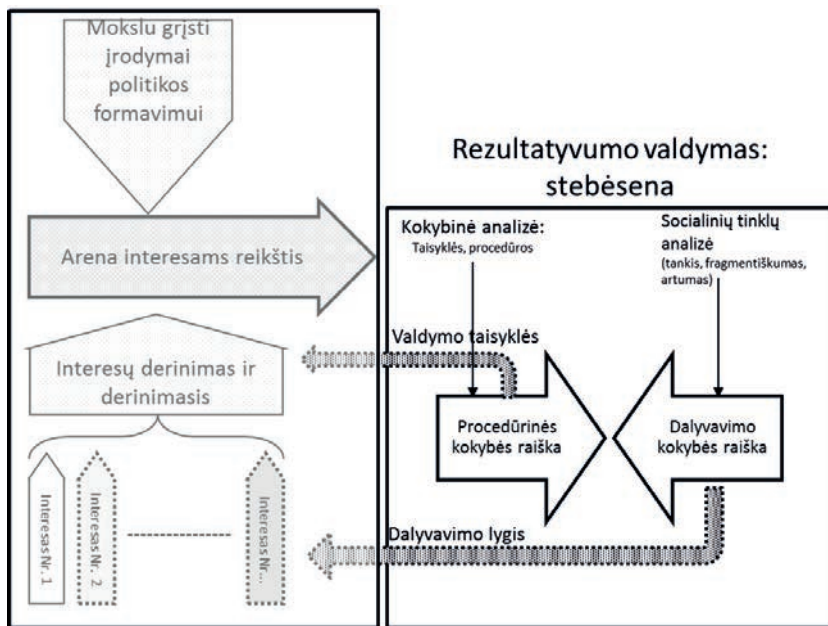 Mokslu grįsti
įrodymai
politikos
formavimui
Arena interesams reikštis
Interesų derinimas ir
derinimasis
Interesas Nr. 1
Interesas Nr. 2
Interesas Nr...
Rezultatyvumo valdymas:
stebėsena
Kokybinė analizė:
Taisyklės, procedūros
Socialinių tinklų
analizė
(tankis, fragmentiškumas,
artumas)
Valdymo taisyklės
Procedūrinės
kokybės raiška
Dalyvavimo
kokybės raiška
Dalyvavimo lygis